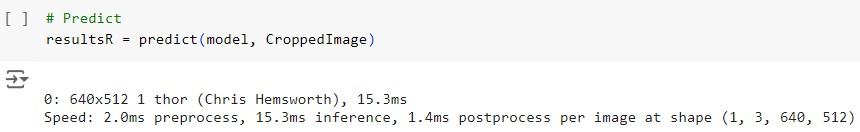 [ ] # Predict
resultsR = predict(model, CroppedImage)
0: 640x512 1 thor (Chris Hemsworth), 15.3ms
Speed: 2.0ms preprocess, 15.3ms inference, 1.4ms postprocess per image at shape (1, 3, 640, 512)